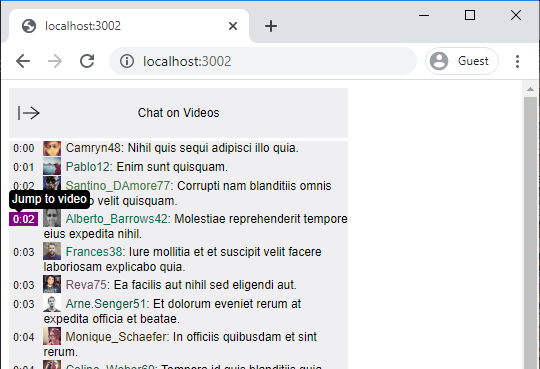 localhost:3002
localhost:3002
Guest
Chat on Videos
0:00 Camryn48: Nihil quis sequi adipisci illo quia.
0:01 Pablo12: Enim sunt quisquam.
0:02 Santino_DAmore77: Corrupti nam blanditiis omnis
velit quisquam.
Jump to video
0:02 Alberto_Barrows42: Molestiae reprehenderit tempore
eius expedita nihil.
0:03 Frances38: Iure mollitia et et suscipit velit facere
laboriosam explicabo quia.
0:03 Reva75: Ea facilis aut nihil sed eligendi aut.
0:03 Arne.Senger51: Et dolorum eveniet rerum at
expedita officia et beatae.
0:04 Monique_Schaefer: In officiis quibusdam et sint
rerum.